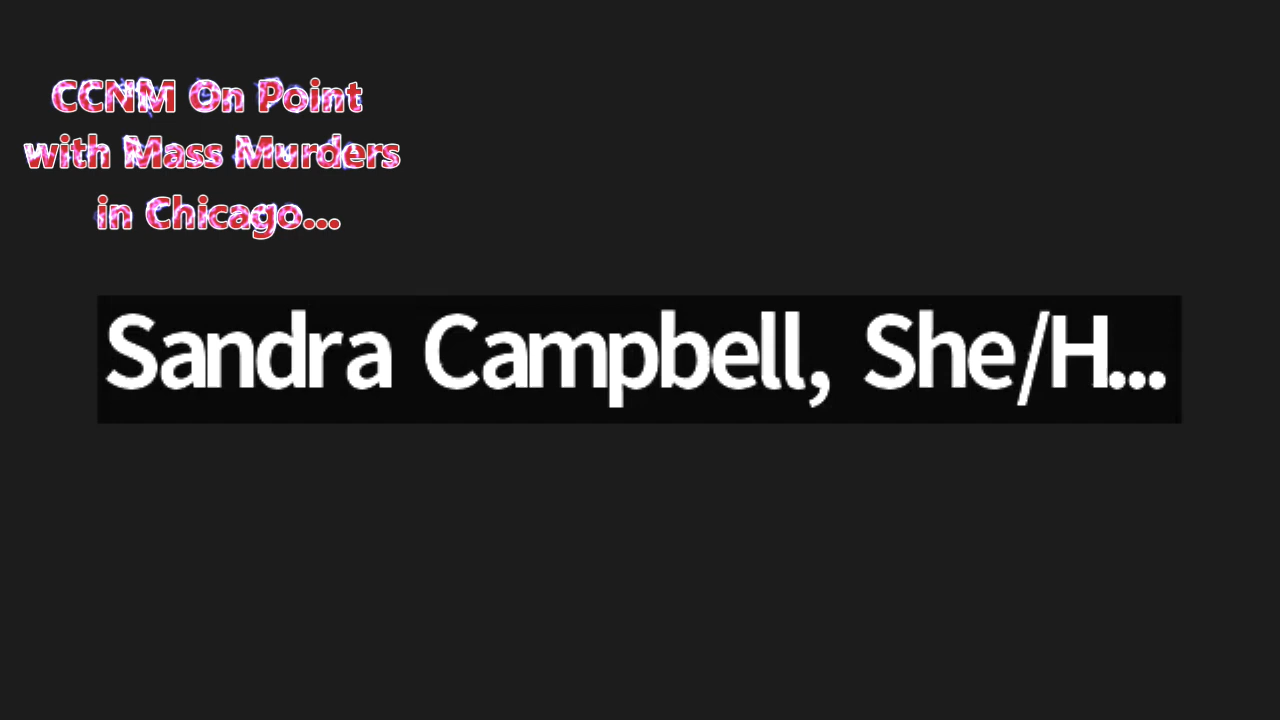 CCNM On Point
with Mass Murders
in Chicago...
Sandra Campbell, She/H...